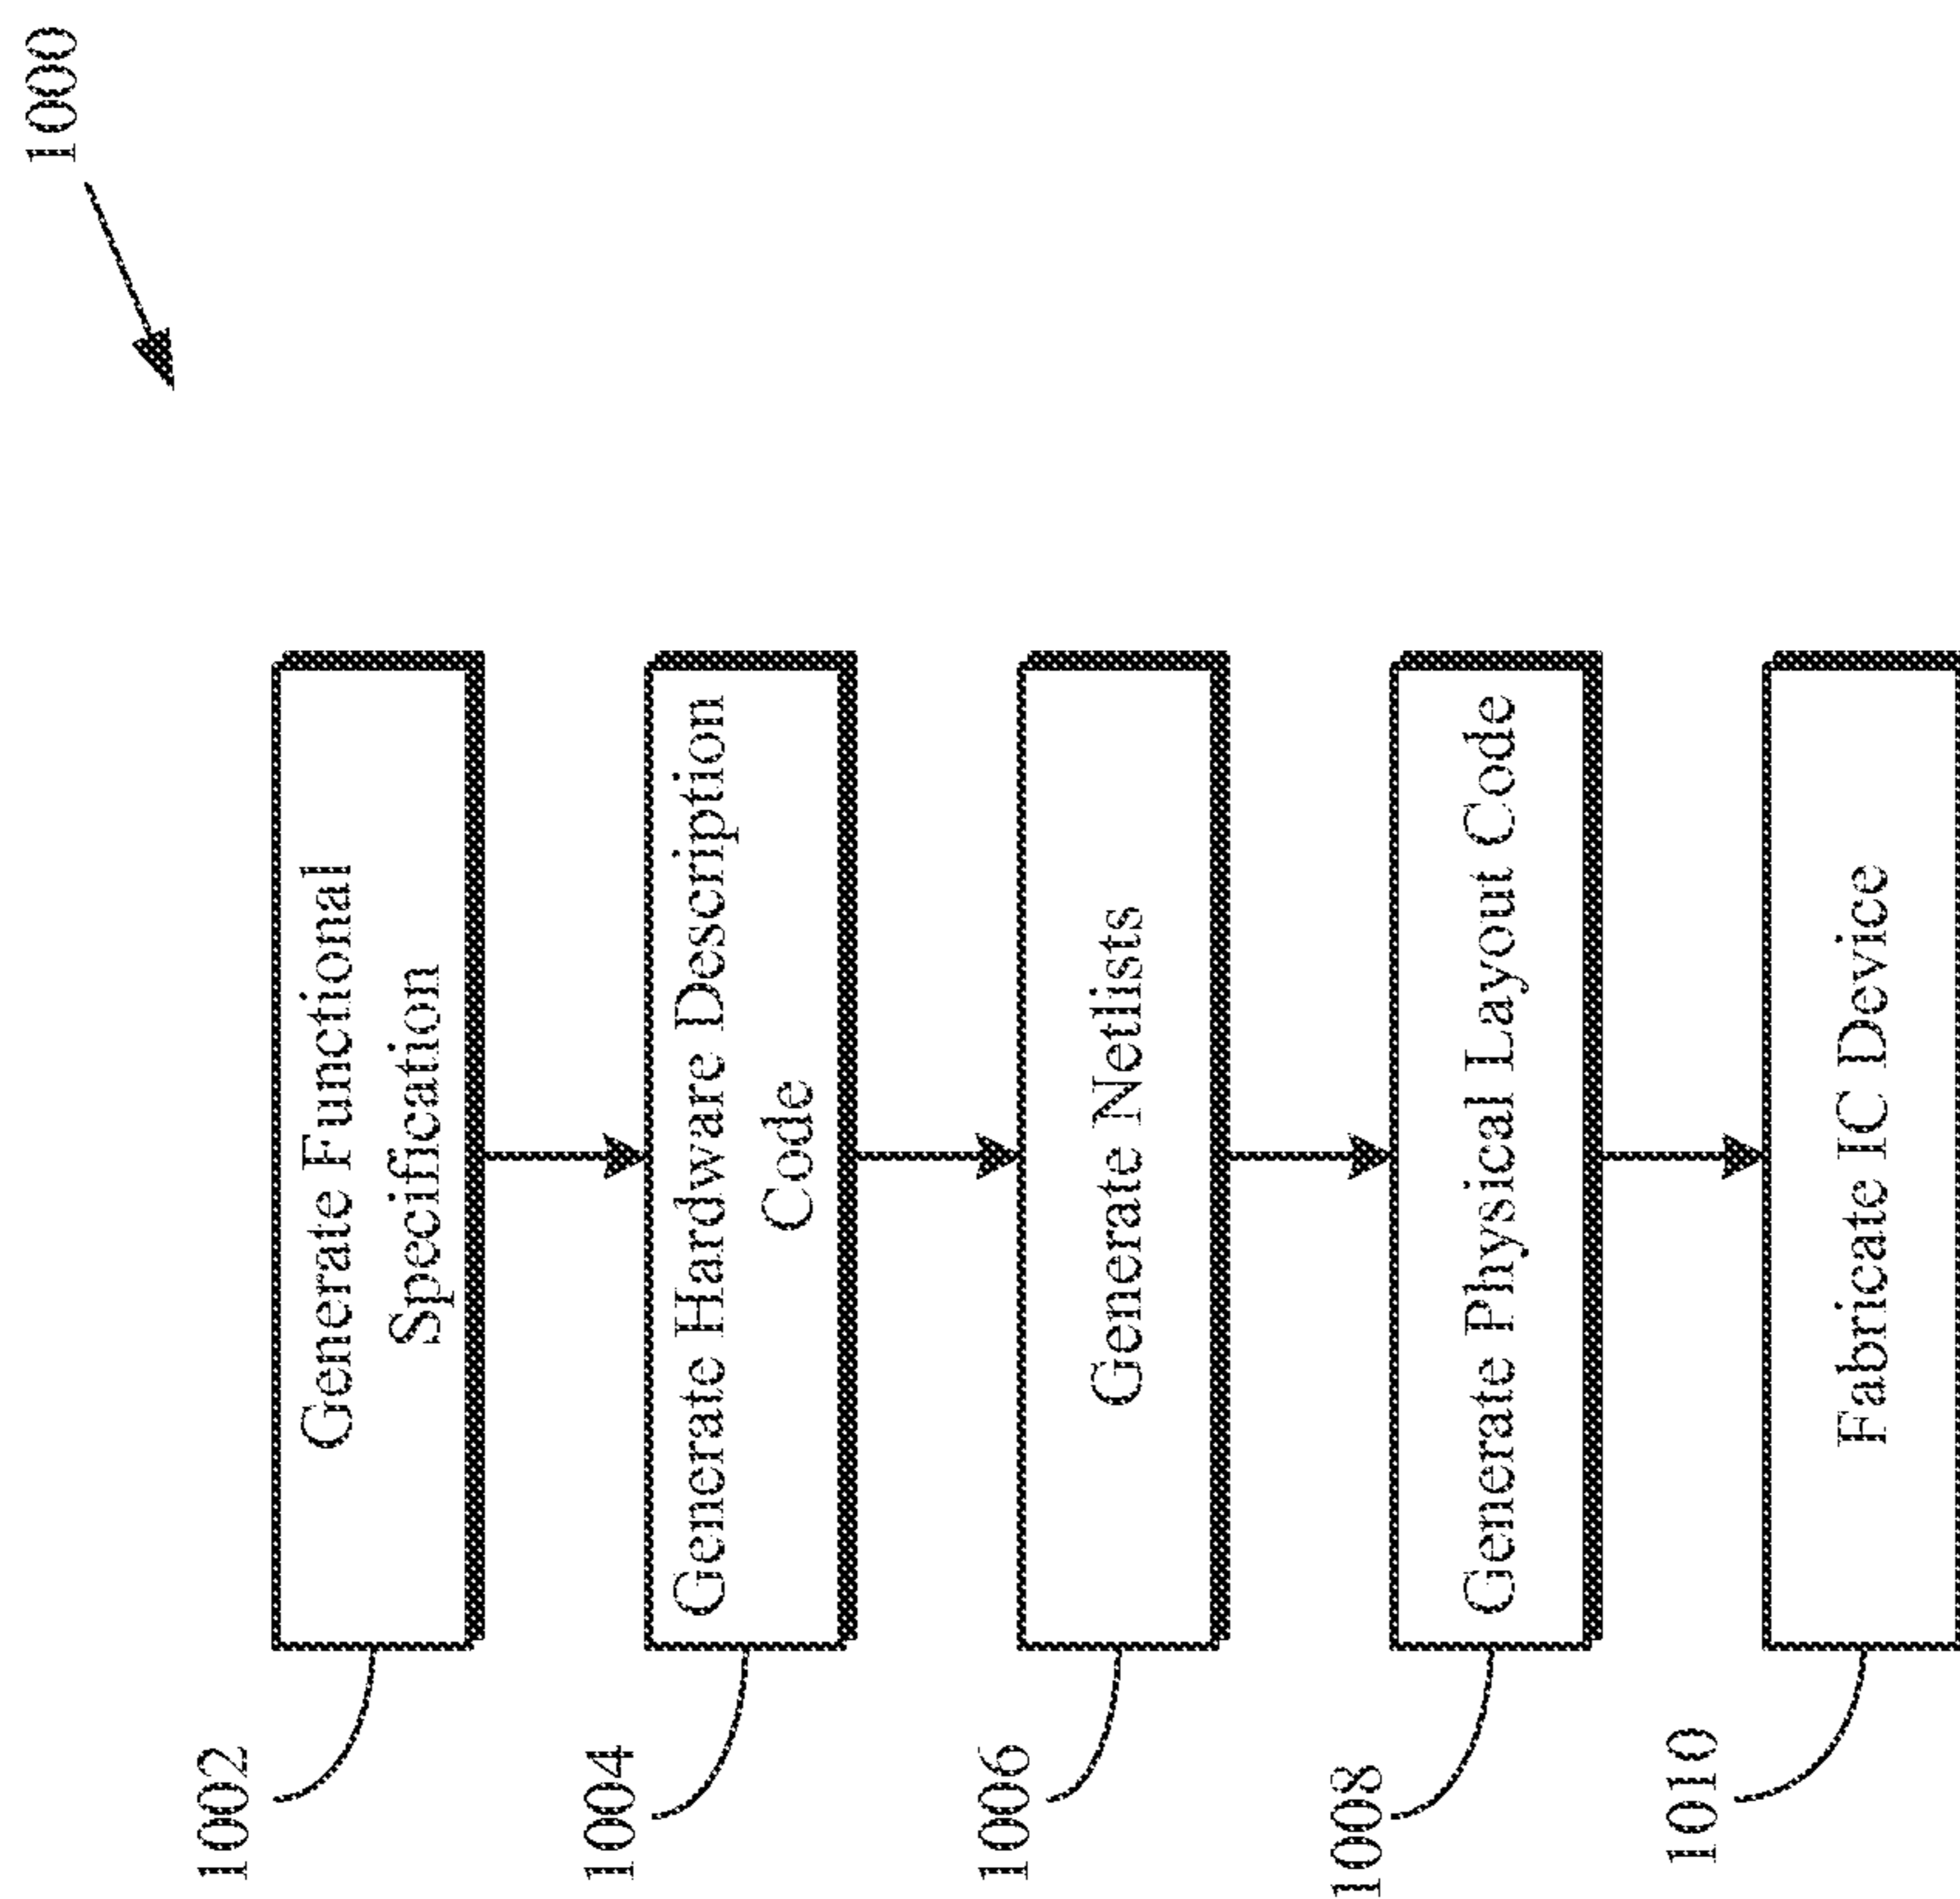 1000
1002
Generate Functional
Specification
1004
Generate Hardware Description
Code
1006
Generate Netlists
1008
Generate Physical Layout Code
1010
Fabricate IC Device